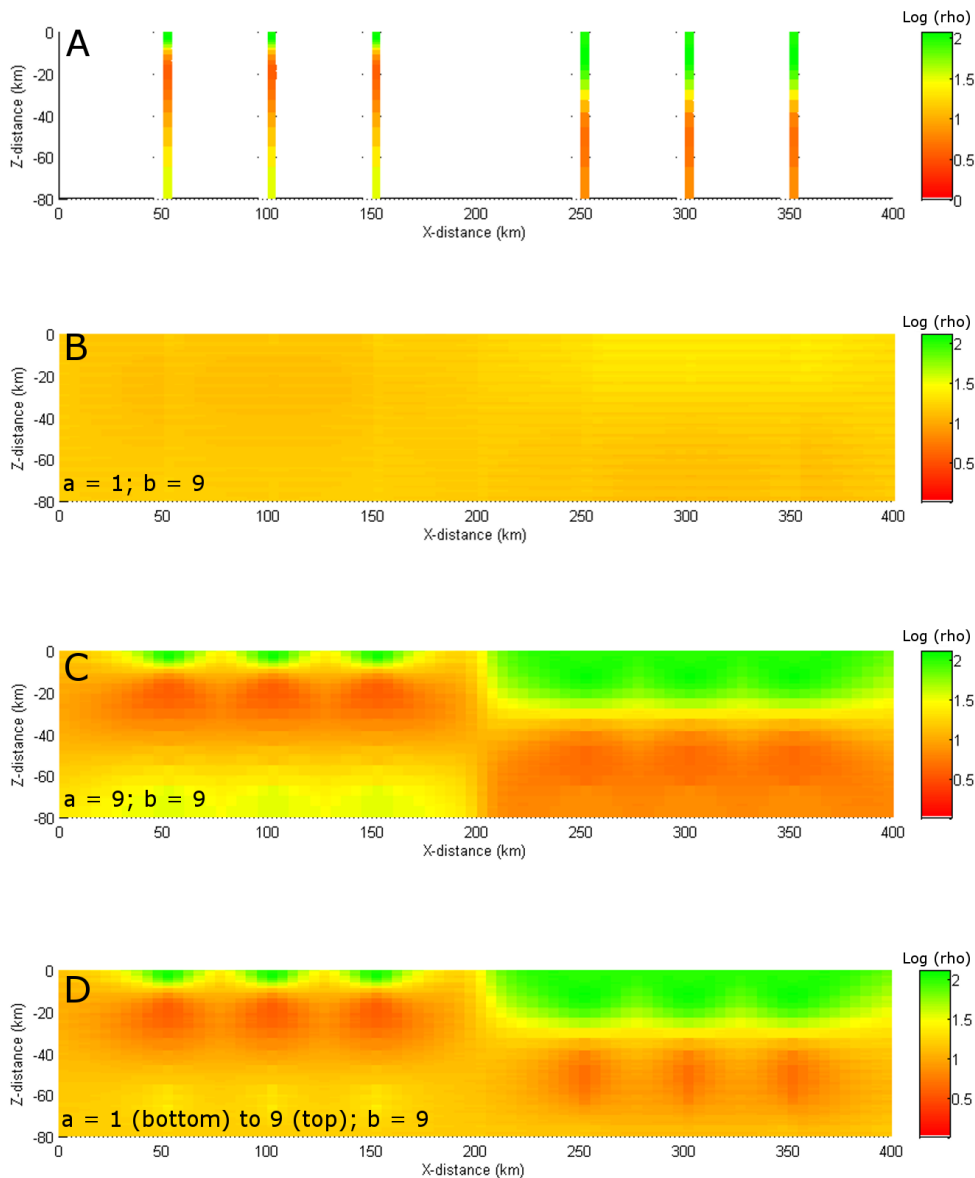 Log (rho)
A
0
-20
-40
-60
-80
Z-distance (km)
0 50 100 150 200 250 300 350 400
X-distance (km)
2
1.5
1
0.5
0
Log (rho)
B
0
-20
-40
-60
-80
Z-distance (km)
a = 1; b = 9
0 50 100 150 200 250 300 350 400
X-distance (km)
2
1.5
1
0.5
Log (rho)
C
0
-20
-40
-60
-80
Z-distance (km)
a = 9; b = 9
0 50 100 150 200 250 300 350 400
X-distance (km)
2
1.5
1
0.5
Log (rho)
D
0
-20
-40
-60
-80
Z-distance (km)
a = 1 (bottom) to 9 (top); b = 9
0 50 100 150 200 250 300 350 400
X-distance (km)
2
1.5
1
0.5